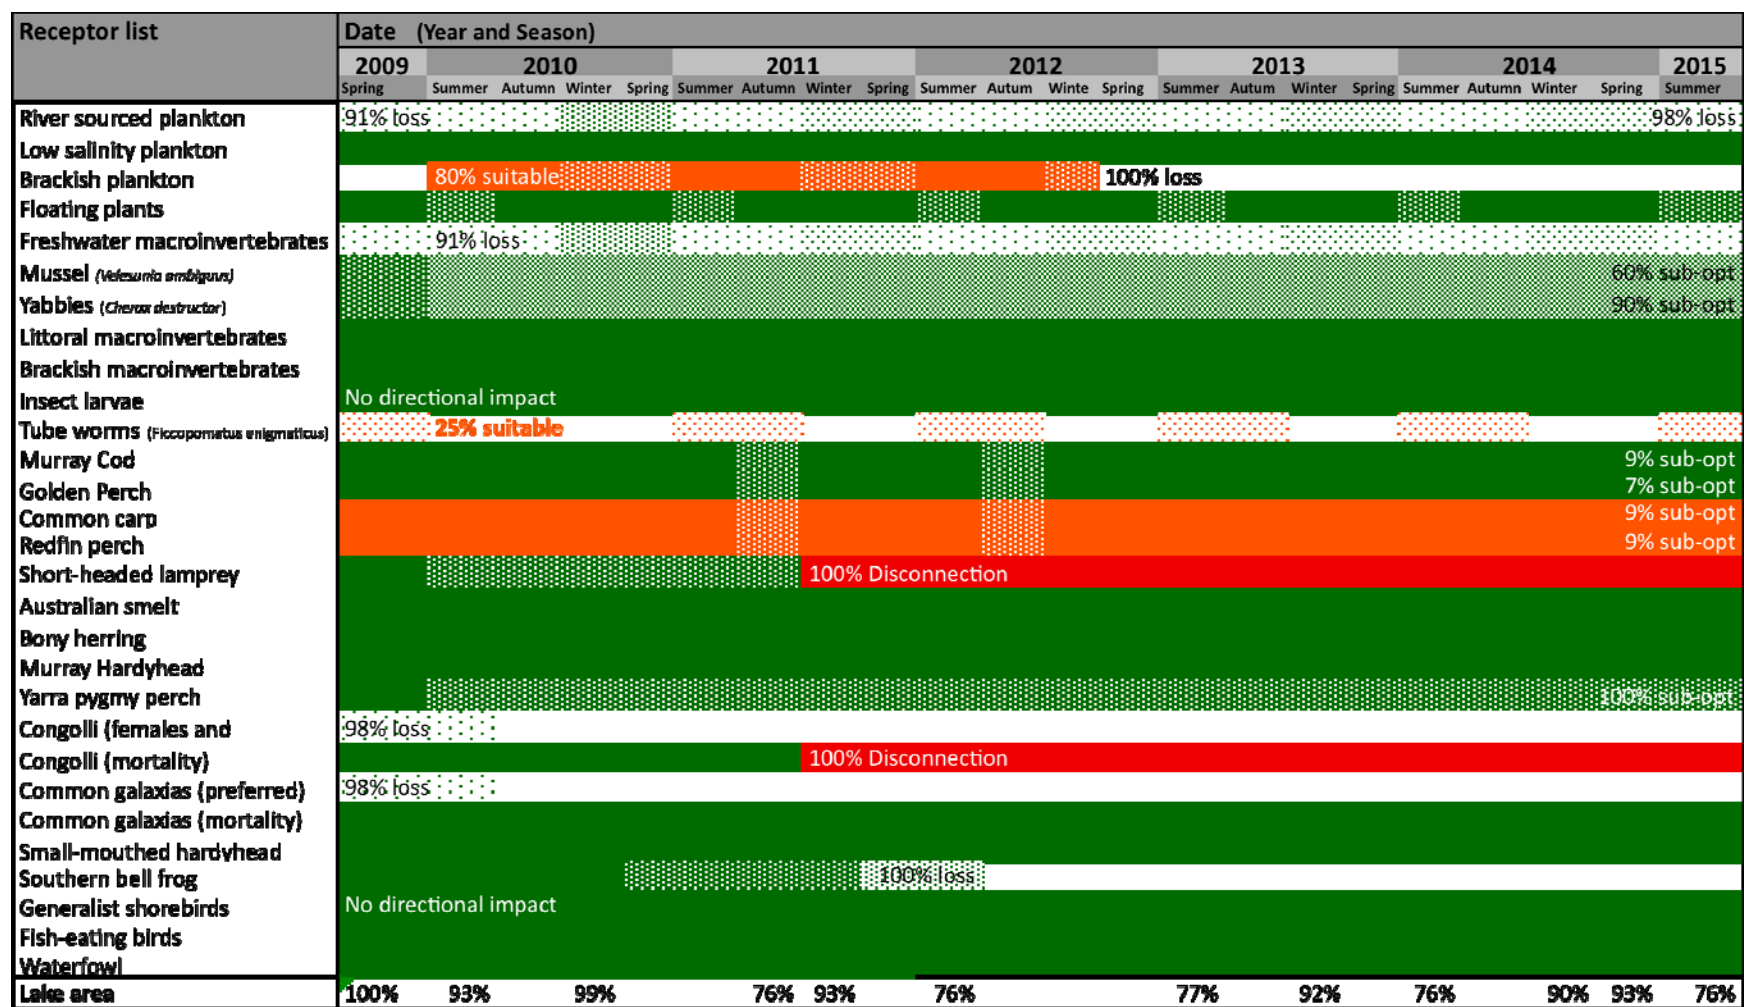 Receptor list
Date (Year and Season)
2009 2010 2011 2012 2013 2014 2015
Spring Summer Autumn Winter Spring Summer Autumn Winter Spring Summer Autum Winte Spring Summer Autum Winter Spring Summer Autumn Winter Spring Summer
River sourced plankton 91% loss 98% loss
Low salinity plankton
Brackish plankton 80% suitable 100% loss
Floating plants
Freshwater macroinvertebrates 91% loss
Mussel (Velesunio ambiguus) 60% sub-opt
Yabbies (Cherax destructor) 90% sub-opt
Littoral macroinvertebrates
Brackish macroinvertebrates
Insect larvae No directional impact
Tube worms (Ficcopomatus enigmaticus) 25% suitable
Murray Cod 9% sub-opt
Golden Perch 7% sub-opt
Common carp 9% sub-opt
Redfin perch 9% sub-opt
Short-headed lamprey 100% Disconnection
Australian smelt
Bony herring
Murray Hardyhead
Yarra pygmy perch 100% sub-opt
Congolli (females and 98% loss
Congolli (mortality) 100% Disconnection
Common galaxias (preferred) 98% loss
Common galaxias (mortality)
Small-mouthed hardyhead
Southern bell frog 100% loss
Generalist shorebirds No directional impact
Fish-eating birds
Waterfowl
Lake area 100% 93% 99% 76% 93% 76% 77% 92% 76% 90% 93% 76%